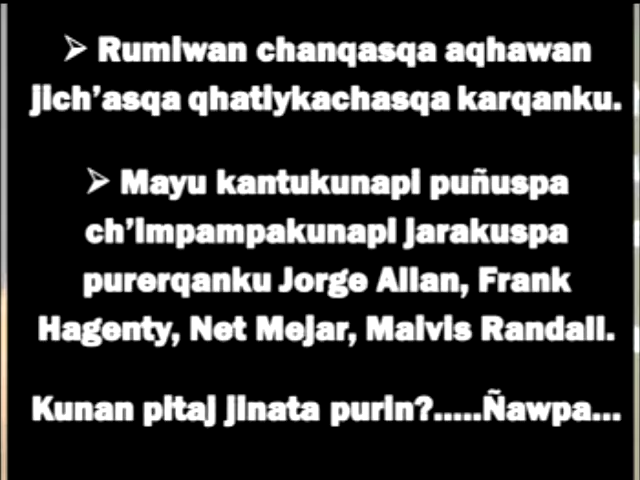 ➢ Rumiwan chanqasqa aqhawan
jich’asqa qhatiykachasqa karqanku.
➢ Mayu kantukunapi puñuspa
ch’impampakunapi jarakuspa
purerqanku Jorge Allan, Frank
Hagenty, Net Mejar, Malvis Randall.
Kunan pitaj jinata purin?.....Ñawpa...